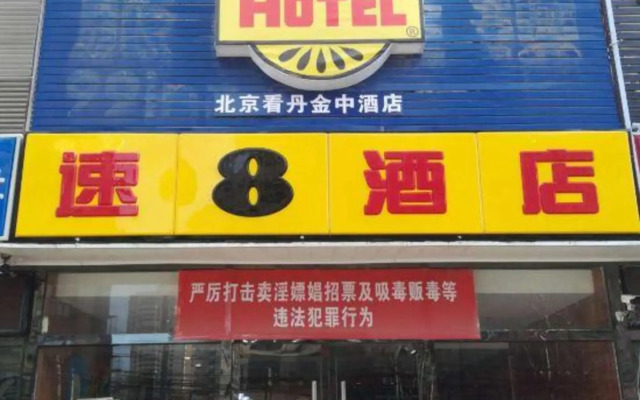 HOTEL
®
北京看丹金中酒店
速8酒店
严厉打击卖淫嫖娼招票及吸毒贩毒等
违法犯罪行为